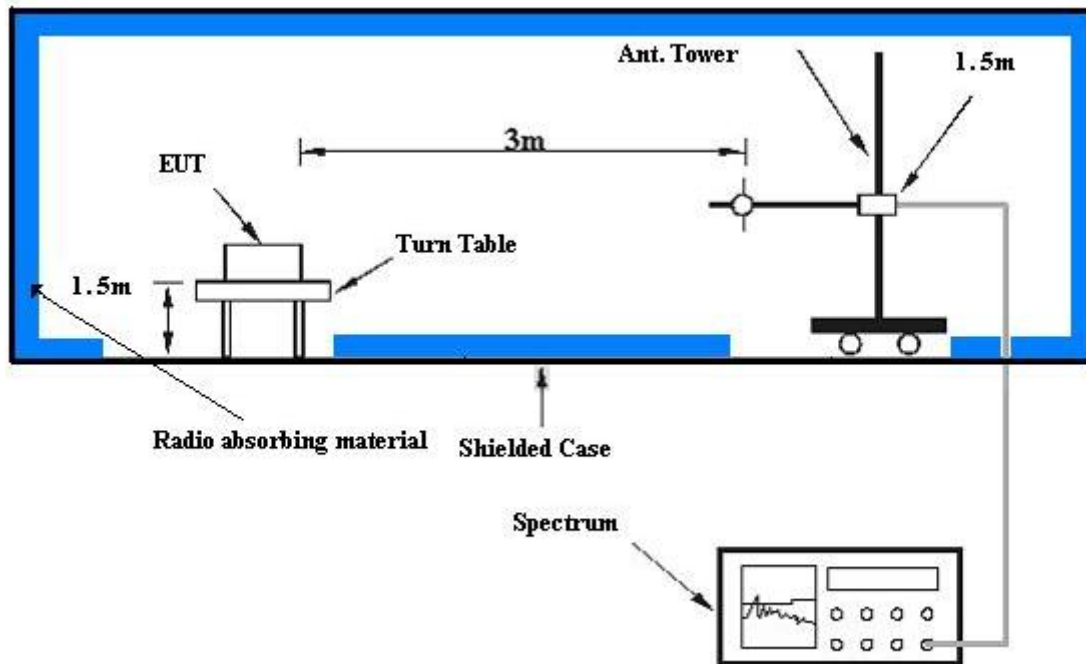 Ant. Tower
1.5m
3m
EUT
Turn Table
1.5m
Radio absorbing material
Shielded Case
Spectrum